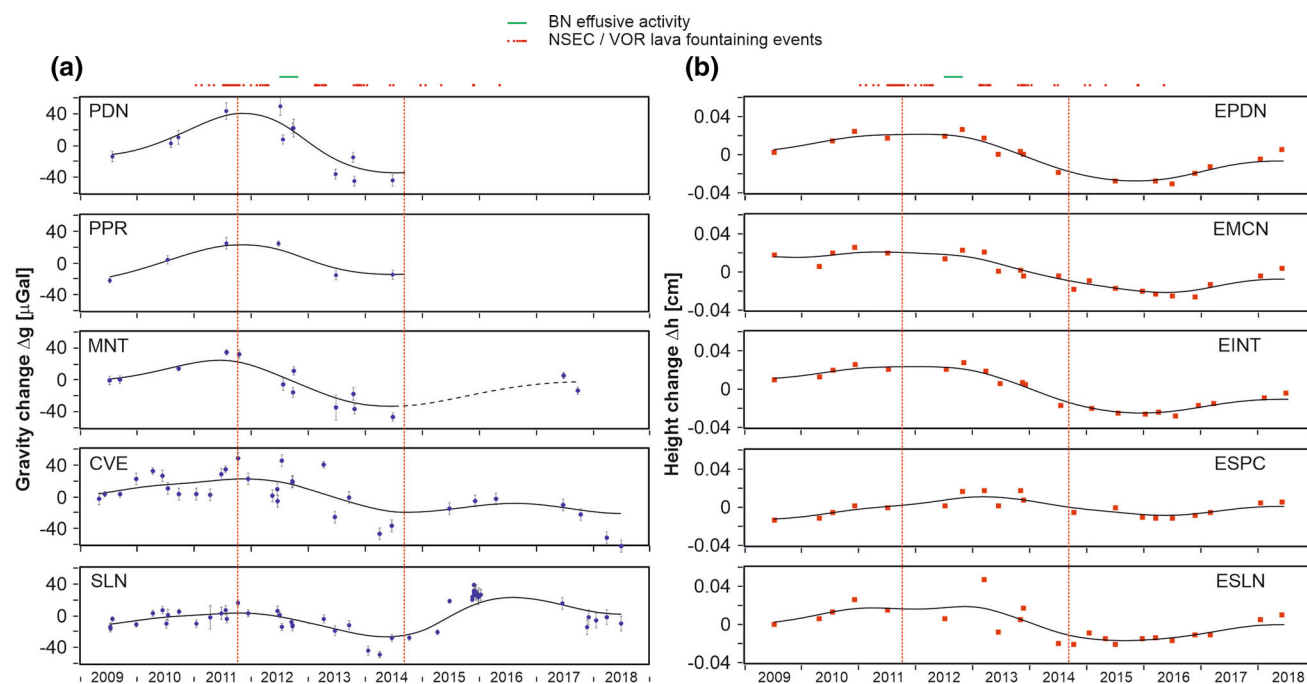 BN effusive activity
NSEC / VOR lava fountaining events
(a)
Gravity change Δg [µGal]
PDN
40
0
-40
PPR
40
0
-40
MNT
40
0
-40
CVE
40
0
-40
SLN
40
0
-40
2009 2010 2011 2012 2013 2014 2015 2016 2017 2018
(b)
Height change Δh [cm]
EPDN
0.04
0
-0.04
EMCN
0.04
0
-0.04
EINT
0.04
0
-0.04
ESPC
0.04
0
-0.04
ESLN
0.04
0
-0.04
2009 2010 2011 2012 2013 2014 2015 2016 2017 2018